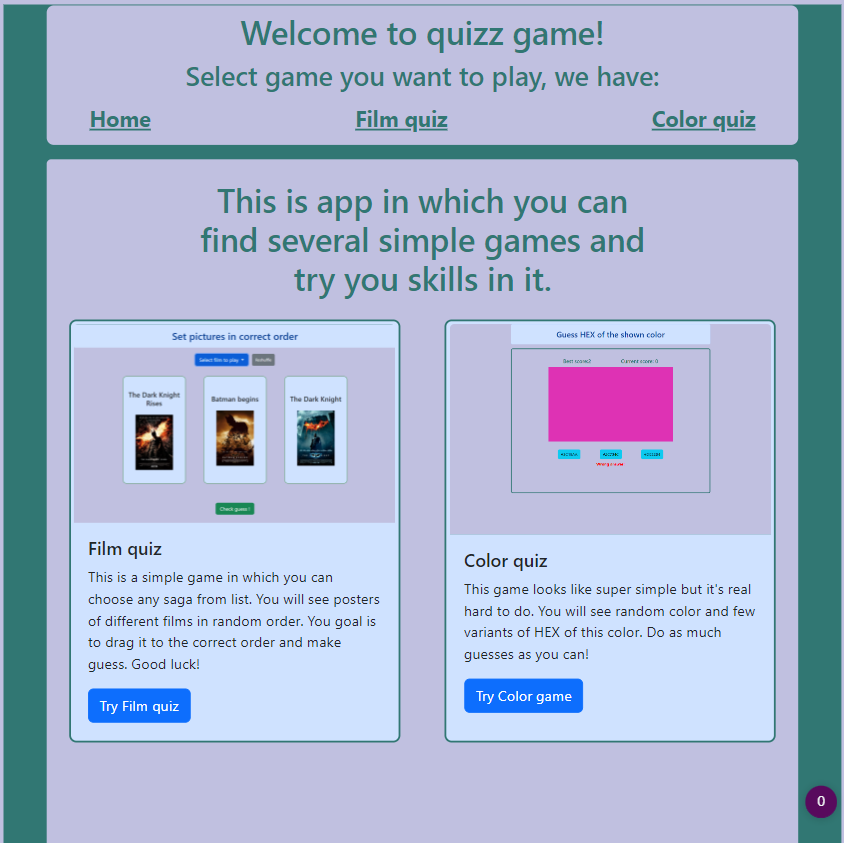 Welcome to quizz game!
Select game you want to play, we have:
Home Film quiz Color quiz
This is app in which you can
find several simple games and
try you skills in it.
Set pictures in correct order
Select film to play
The Dark Knight
Rises
Batman begins
The Dark Knight
Check guess !
Film quiz
This is a simple game in which you can
choose any saga from list. You will see posters
of different films in random order. You goal is
to drag it to the correct order and make
guess. Good luck!
Try Film quiz
Guess HEX of the shown color
Best score:2 Current score: 0
Color quiz
This game looks like super simple but it's real
hard to do. You will see random color and few
variants of HEX of this color. Do as much
guesses as you can!
Try Color game
0